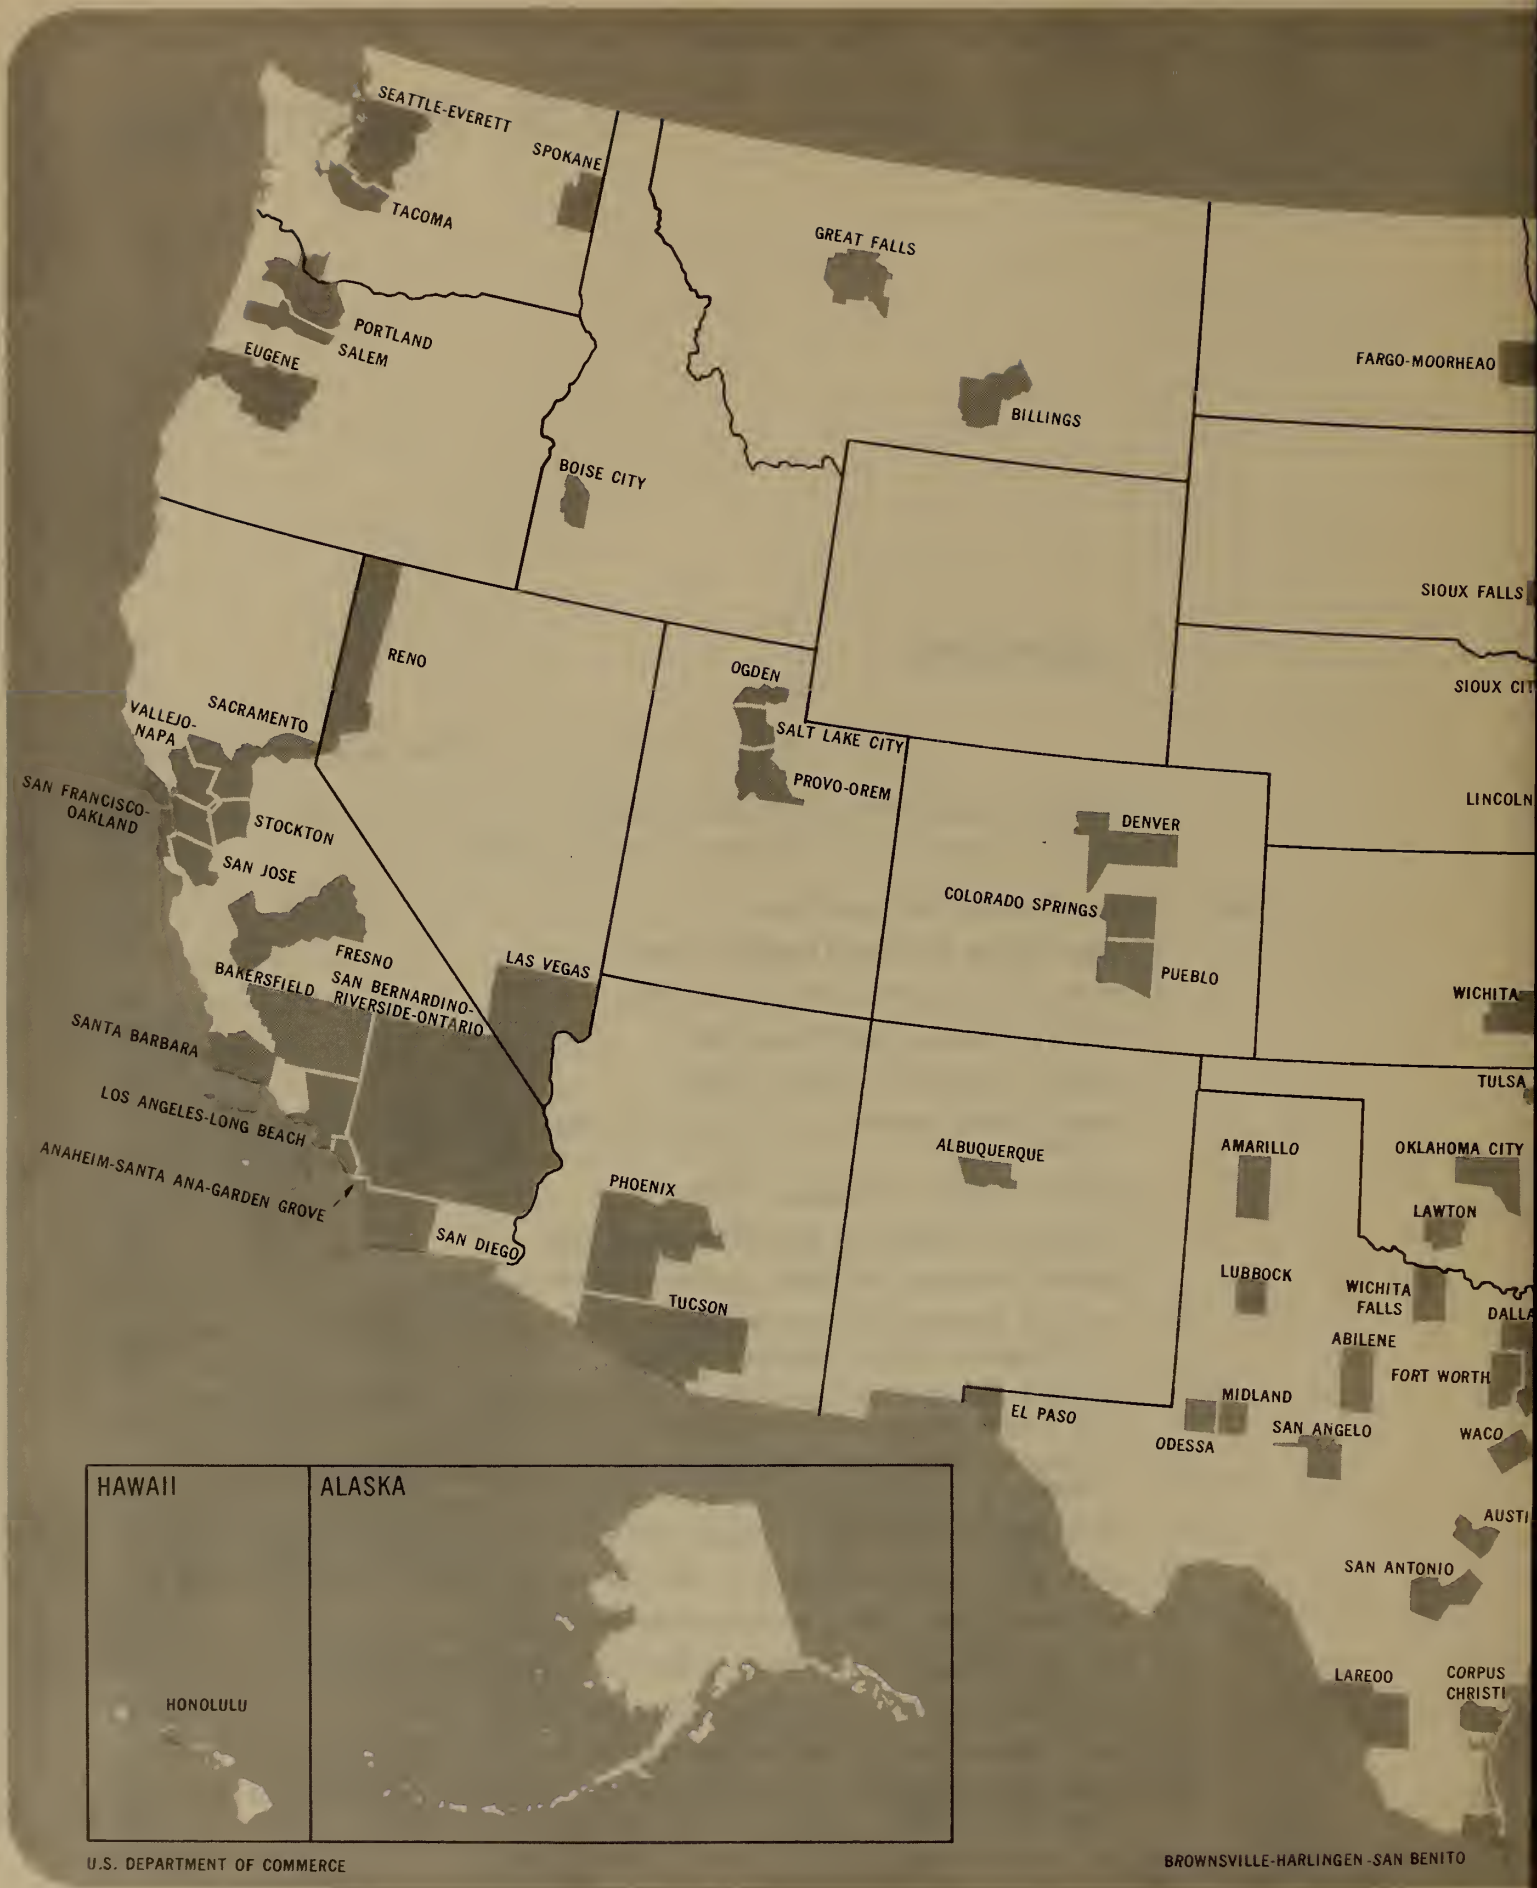 SEATTLE-EVERETT
SPOKANE
TACOMA
GREAT FALLS
PORTLAND
SALEM
EUGENE
FARGO-MOORHEAO
BILLINGS
BOISE CITY
SIOUX FALLS
RENO
OGDEN
SIOUX CIT
SACRAMENTO
VALLEJO-
NAPA
SALT LAKE CITY
PROVO-OREM
SAN FRANCISCO-
OAKLAND
LINCOLN
STOCKTON
DENVER
SAN JOSE
COLORADO SPRINGS
FRESNO
LAS VEGAS
PUEBLO
BAKERSFIELD
SAN BERNARDINO-
RIVERSIDE-ONTARIO
WICHITA
SANTA BARBARA
TULSA
LOS ANGELES-LONG BEACH
ALBUQUERQUE
AMARILLO
OKLAHOMA CITY
ANAHEIM-SANTA ANA-GARDEN GROVE
PHOENIX
LAWTON
SAN DIEGO
LUBBOCK
WICHITA
FALLS
TUCSON
DALLA
ABILENE
FORT WORTH
MIDLAND
EL PASO
SAN ANGELO
WACO
ODESSA
HAWAII
ALASKA
AUSTI
SAN ANTONIO
LAREOO
CORPUS
CHRISTI
HONOLULU
U.S. DEPARTMENT OF COMMERCE
BROWNSVILLE-HARLINGEN-SAN BENITO